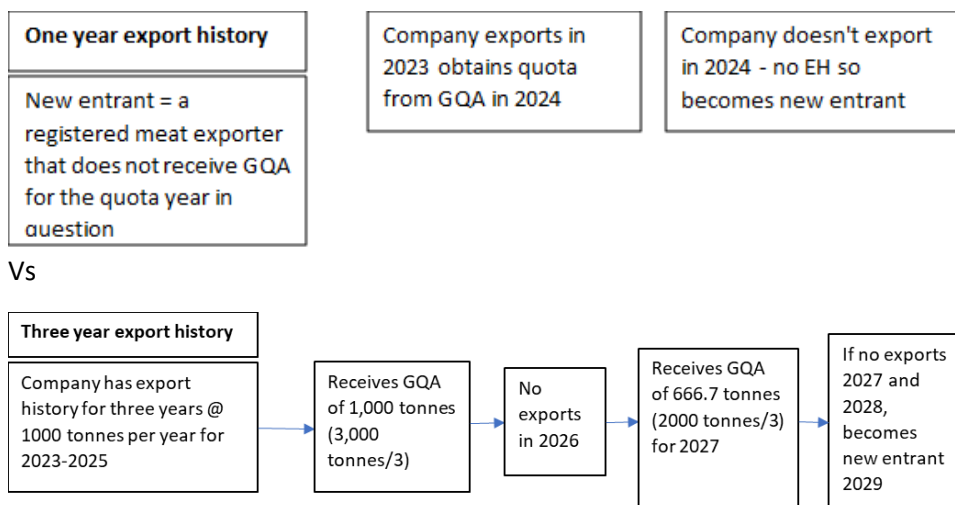 One year export history
New entrant = a
registered meat exporter
that does not receive GQA
for the quota year in
question
Company exports in
2023 obtains quota
from GQA in 2024
Company doesn't export
in 2024 - no EH so
becomes new entrant
Vs
Three year export history
Company has export
history for three years @
1000 tonnes per year for
2023-2025
Receives GQA
of 1,000 tonnes
(3,000
tonnes/3)
No
exports
in 2026
Receives GQA
of 666.7 tonnes
(2000 tonnes/3)
for 2027
If no exports
2027 and
2028,
becomes
new entrant
2029